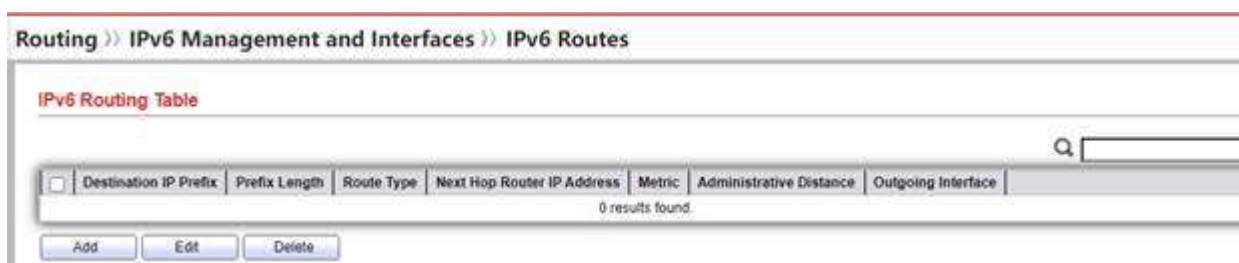 Routing 〉〉 IPv6 Management and Interfaces 〉〉 IPv6 Routes
IPv6 Routing Table
Destination IP Prefix Prefix Length Route Type Next Hop Router IP Address Metric Administrative Distance Outgoing Interface
0 results found.
Add Edit Delete